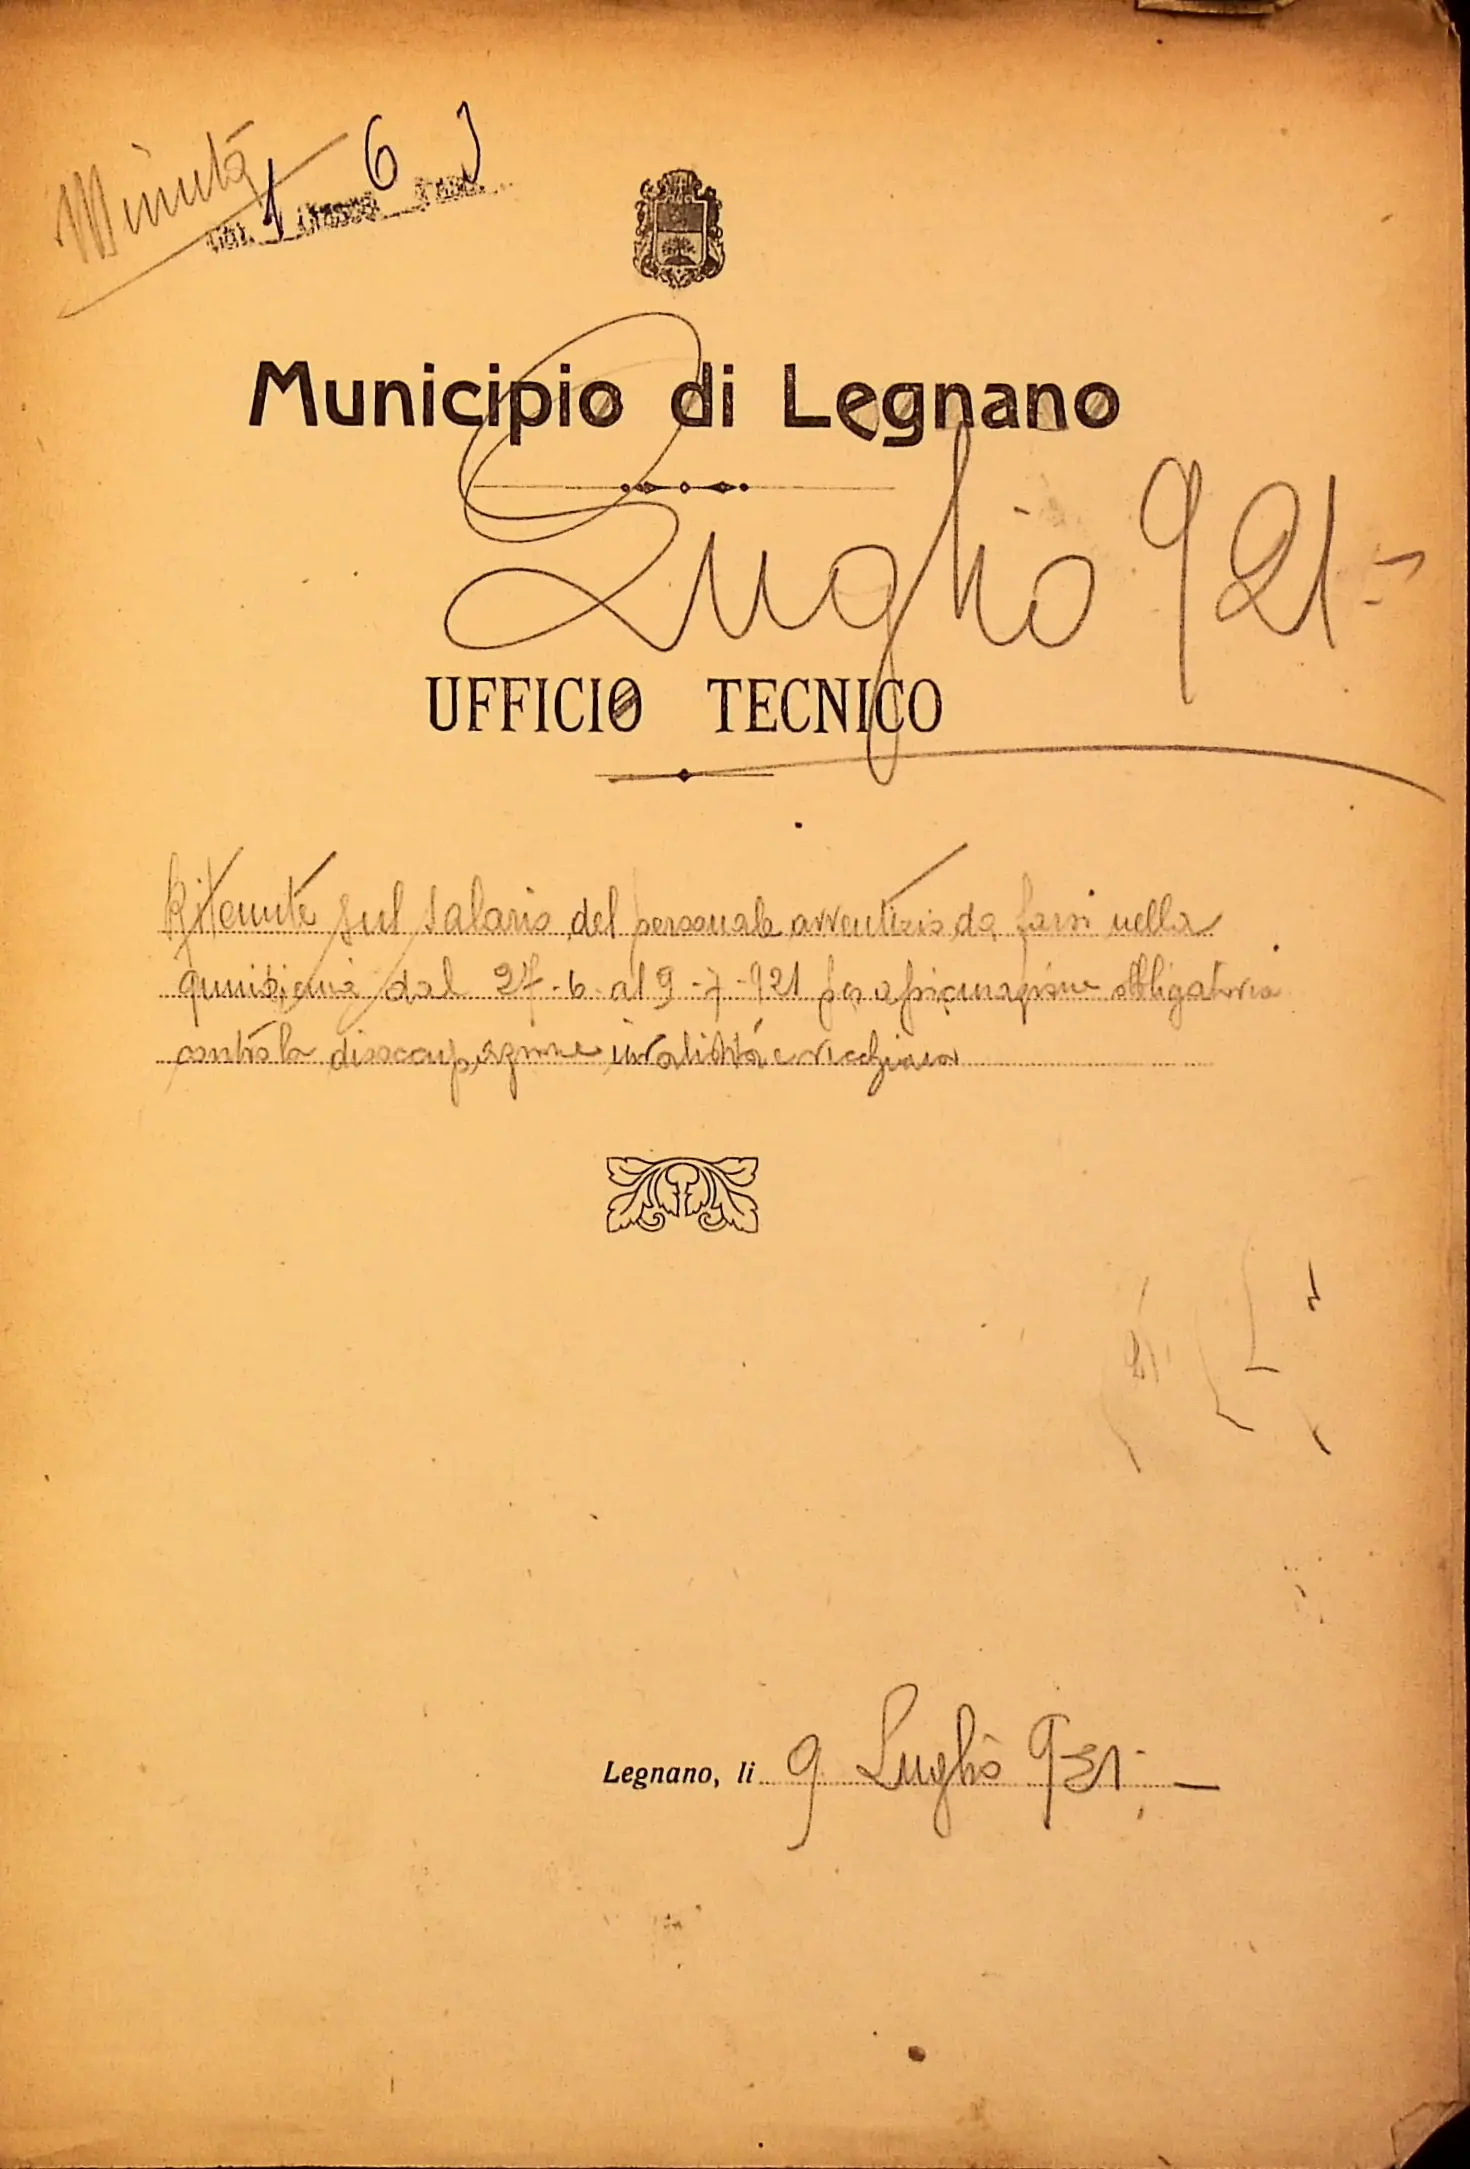 Minuta
1 6 3
Municipio di Legnano
Luglio 921-
UFFICIO TECNICO
Ritenute sul salario del personale avventizio da farsi nella
quindicina dal 27-6- al 9-7-921 per assicurazione obbligatoria
contro la disoccupazione invalidità e vecchiaia
Legnano, li 9 Luglio 921-